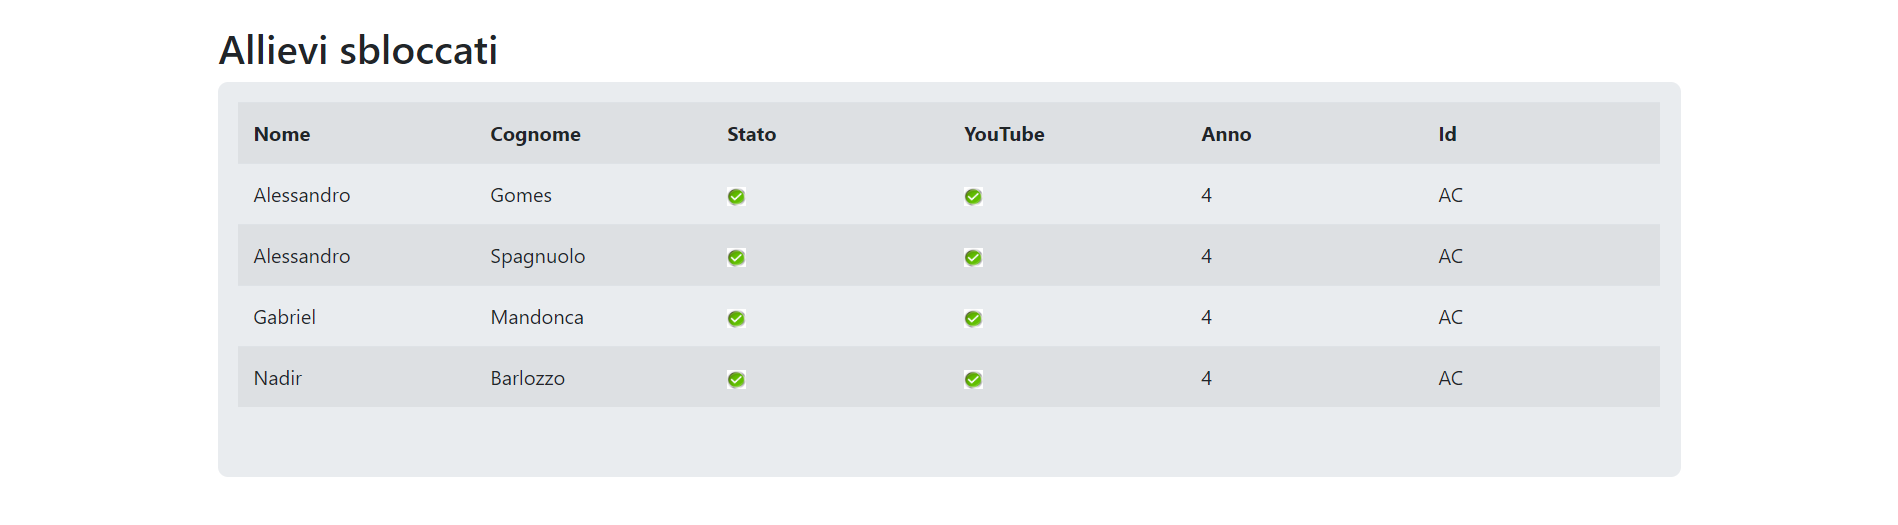 Allievi sbloccati
Nome Cognome Stato YouTube Anno Id
Alessandro Gomes 4 AC
Alessandro Spagnuolo 4 AC
Gabriel Mandonca 4 AC
Nadir Barlozzo 4 AC